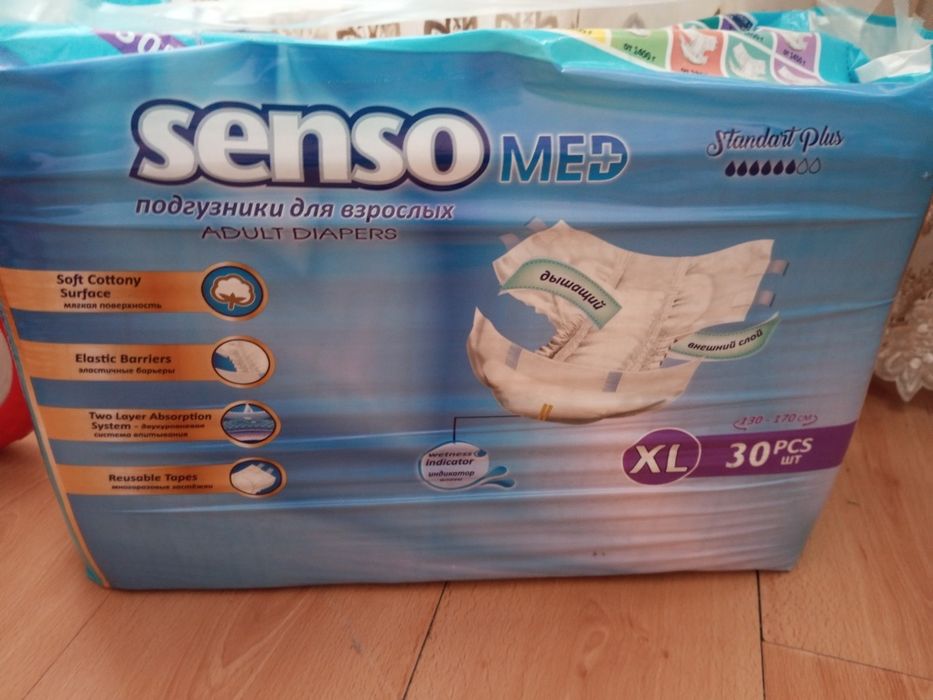 senso MED
Standart Plus
подгузники для взрослых
ADULT DIAPERS
Soft Cottony
Surface
мягкая поверхность
Elastic Barriers
эластичные барьеры
Two Layer Absorption
System – двухуровневая
система впитывания
Reusable Tapes
многоразовые застёжки
дышащий
внешний слой
wetness
indicator
индикатор
130 - 170 см
XL
30 PCS
ШТ